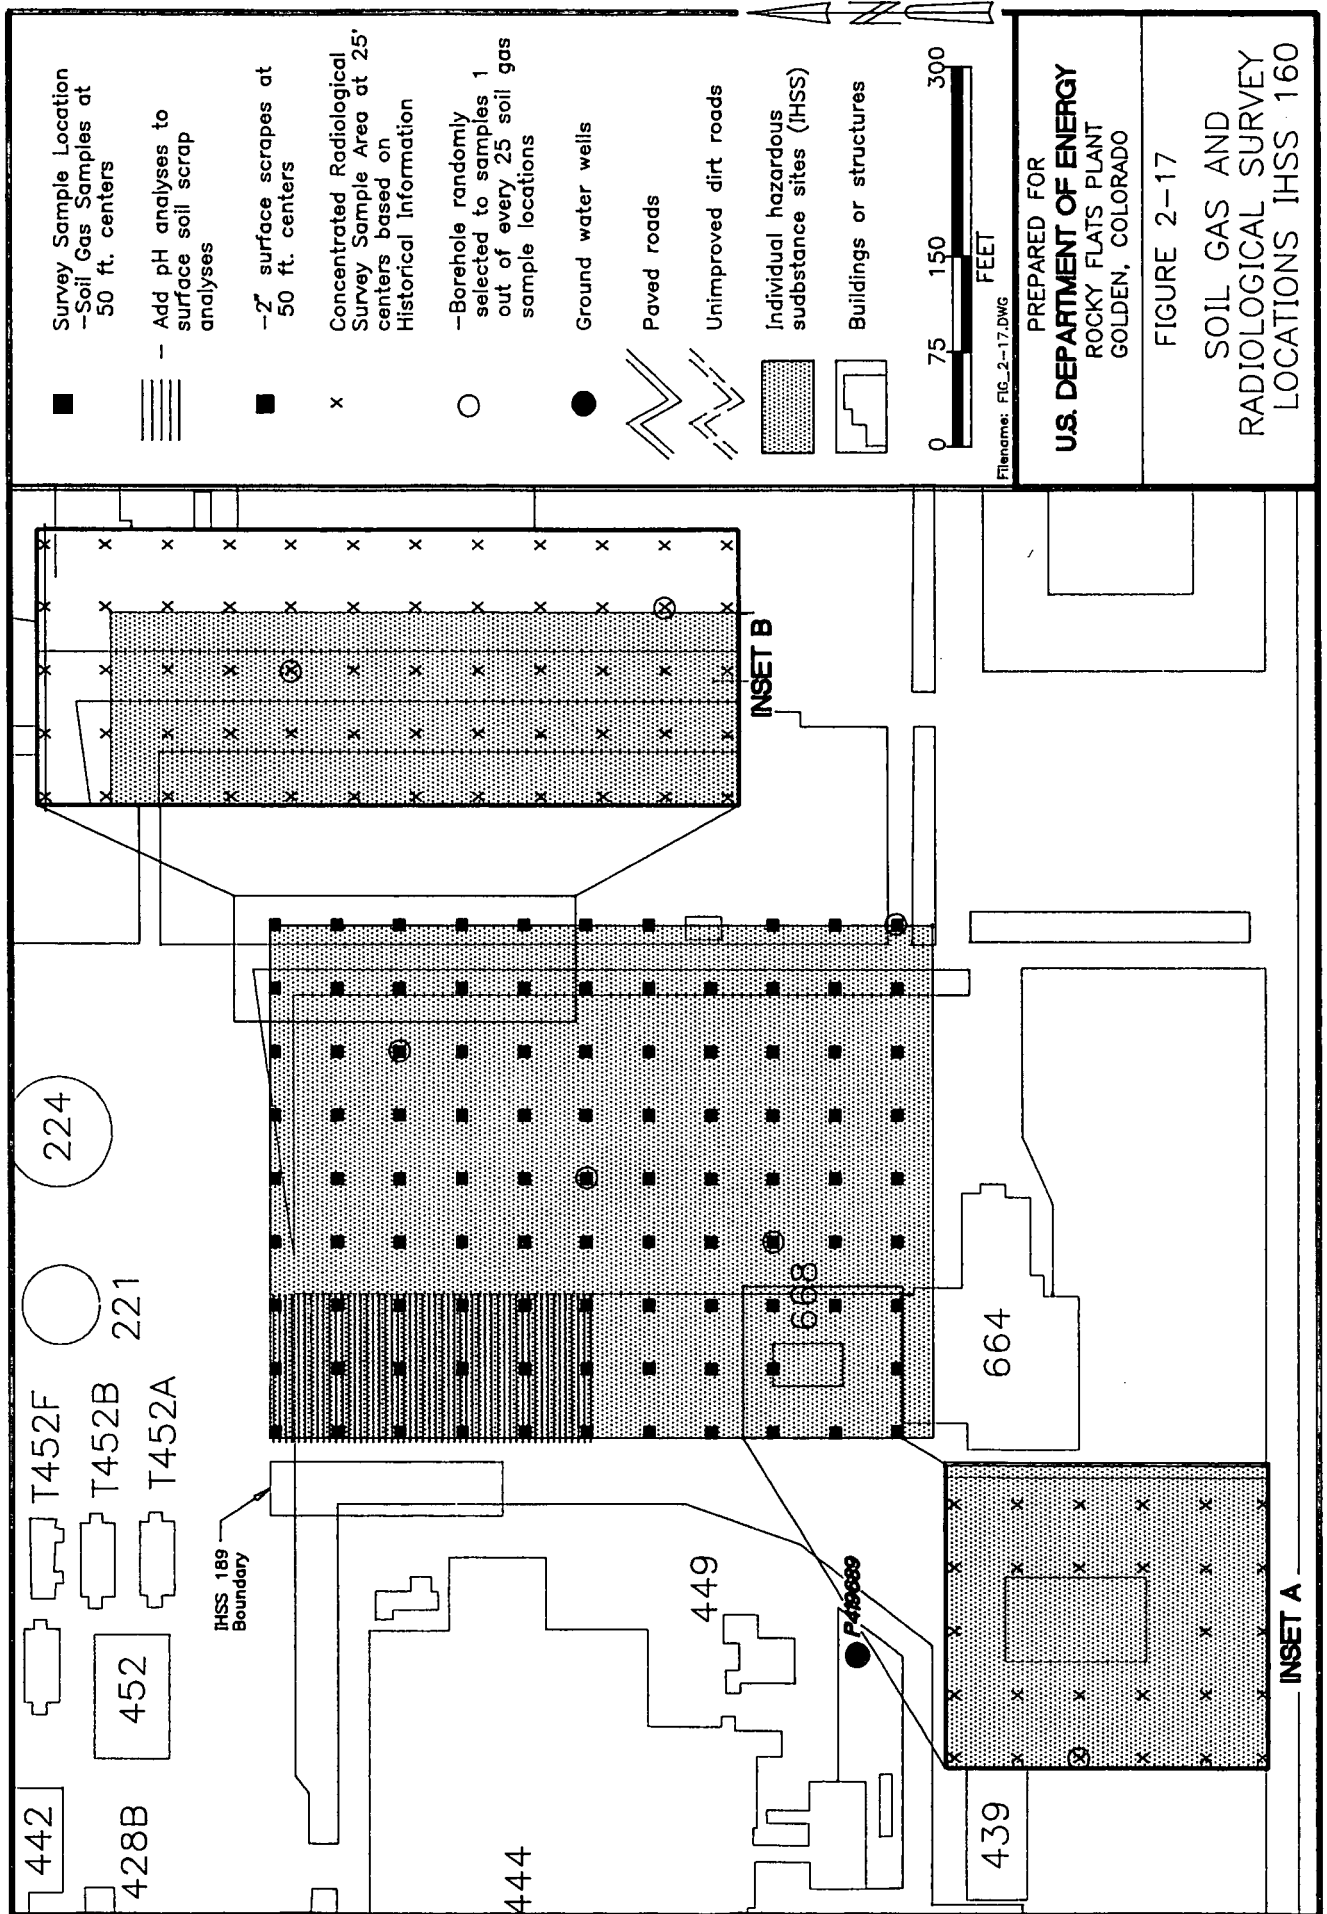 442
428B
452
T452F
T452B
T452A
221
224
IHSS 189
Boundary
444
449
P419689
439
664
668
INSET A
INSET B
Survey Sample Location
-Soil Gas Samples at
50 ft. centers
- Add pH analyses to
surface soil scrap
analyses
-2" surface scrapes at
50 ft. centers
x
Concentrated Radiological
Survey Sample Area at 25'
centers based on
Historical Information
-Borehole randomly
selected to samples 1
out of every 25 soil gas
sample locations
Ground water wells
Paved roads
Unimproved dirt roads
Individual hazardous
sudbstance sites (IHSS)
Buildings or structures
N
0 75 150 300
FEET
Filename: FIG_2-17.DWG
PREPARED FOR
U.S. DEPARTMENT OF ENERGY
ROCKY FLATS PLANT
GOLDEN, COLORADO
FIGURE 2-17
SOIL GAS AND
RADIOLOGICAL SURVEY
LOCATIONS IHSS 160